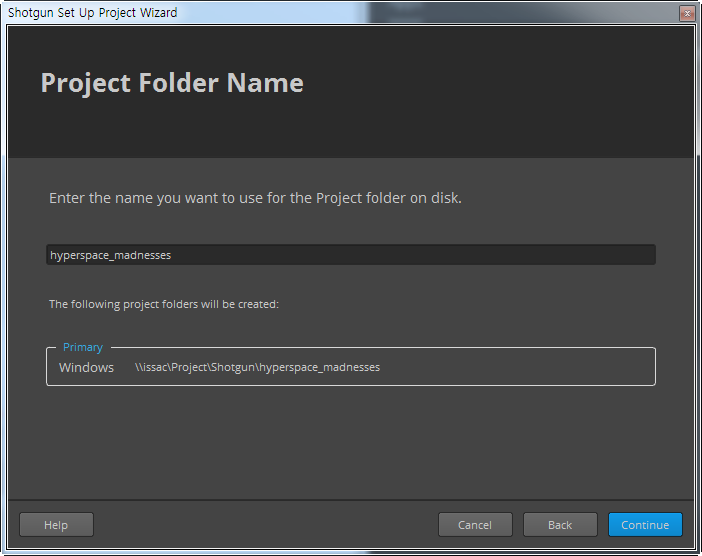 Shotgun Set Up Project Wizard
Project Folder Name
Enter the name you want to use for the Project folder on disk.
hyperspace_madnesses
The following project folders will be created:
Primary
Windows \\issac\Project\Shotgun\hyperspace_madnesses
Help Cancel Back Continue